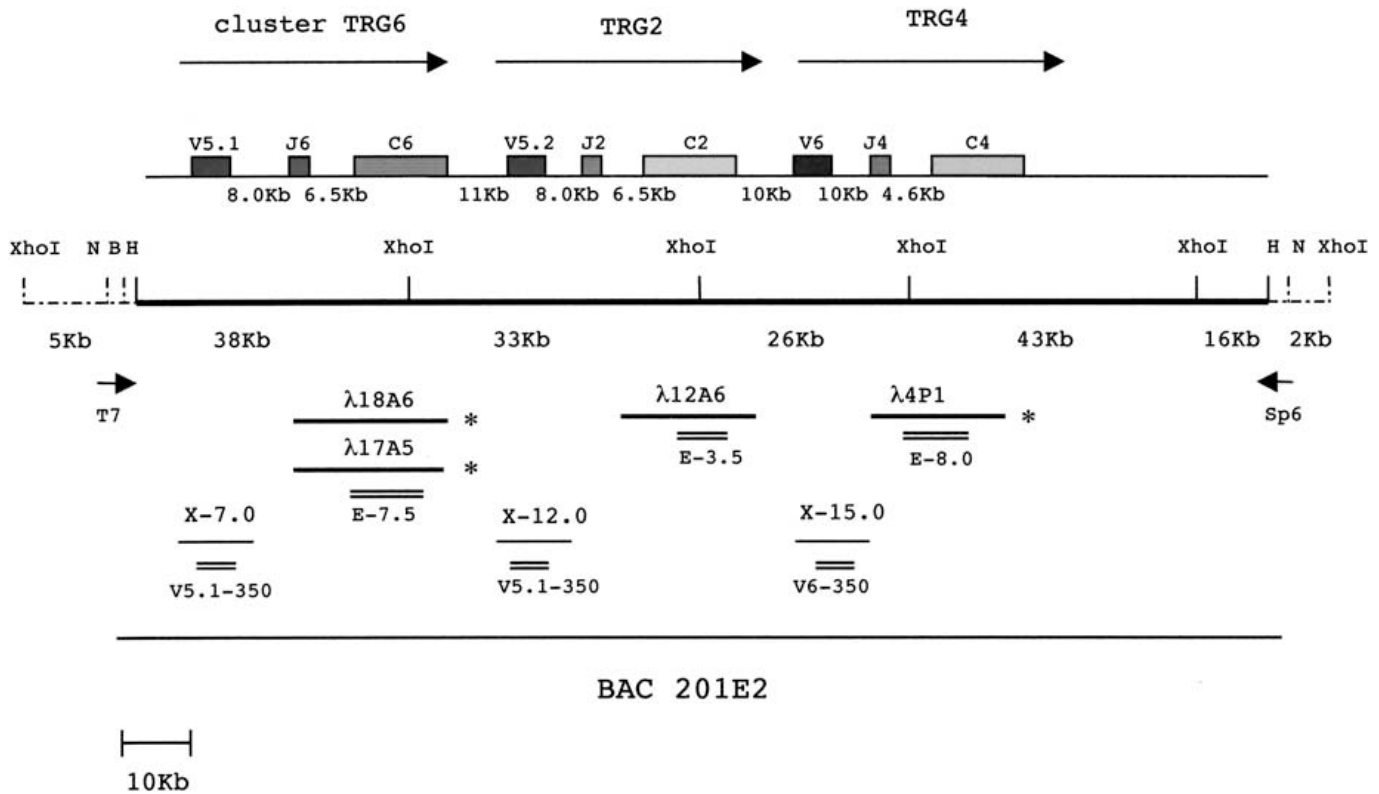 cluster TRG6 TRG2 TRG4
V5.1 J6 C6 V5.2 J2 C2 V6 J4 C4
8.0Kb 6.5Kb 11Kb 8.0Kb 6.5Kb 10Kb 10Kb 4.6Kb
XhoI N B H XhoI XhoI XhoI XhoI H N XhoI
5Kb 38Kb 33Kb 26Kb 43Kb 16Kb 2Kb
T7 λ18A6 * λ12A6 λ4P1 * Sp6
λ17A5 * E-3.5 E-8.0
E-7.5
X-7.0 X-12.0 X-15.0
V5.1-350 V5.1-350 V6-350
BAC 201E2
10Kb